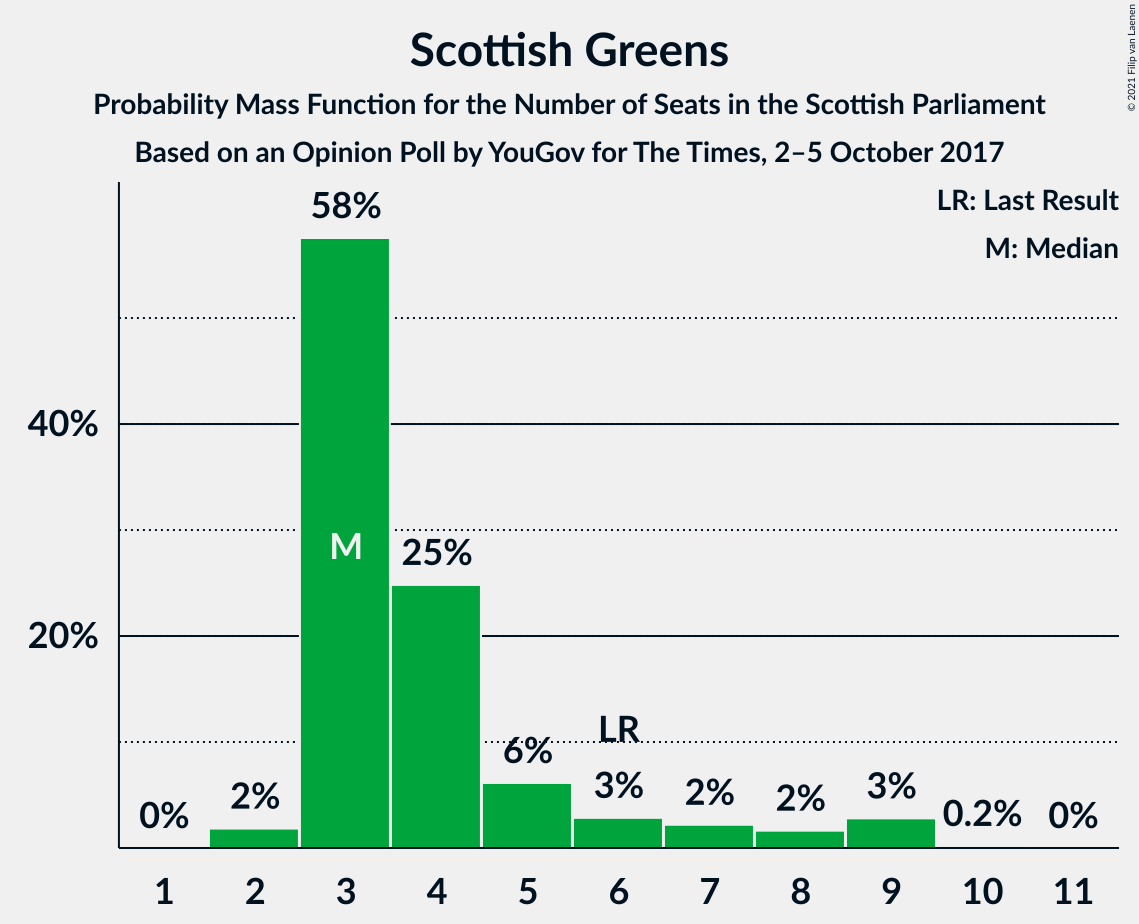 Scottish Greens
Probability Mass Function for the Number of Seats in the Scottish Parliament
Based on an Opinion Poll by YouGov for The Times, 2–5 October 2017
© 2021 Filip van Laenen
LR: Last Result
M: Median
58%
40%
M
25%
20%
LR
6%
0%
2%
3%
2%
2%
3%
0.2%
0%
1 2 3 4 5 6 7 8 9 10 11